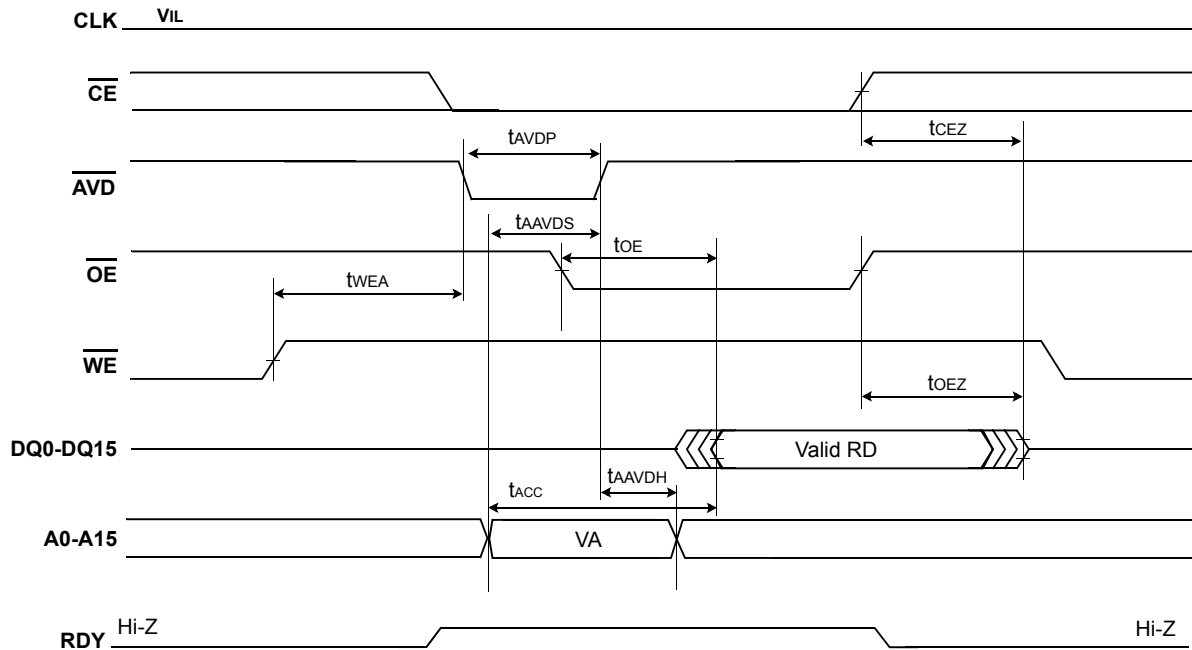 CLK VIL
CE
tCEZ
tAVDP
AVD
tAAVDS
tOE
OE
tWEA
WE
tOEZ
DQ0-DQ15 Valid RD
tAAVDH
tACC
A0-A15 VA
RDY Hi-Z Hi-Z